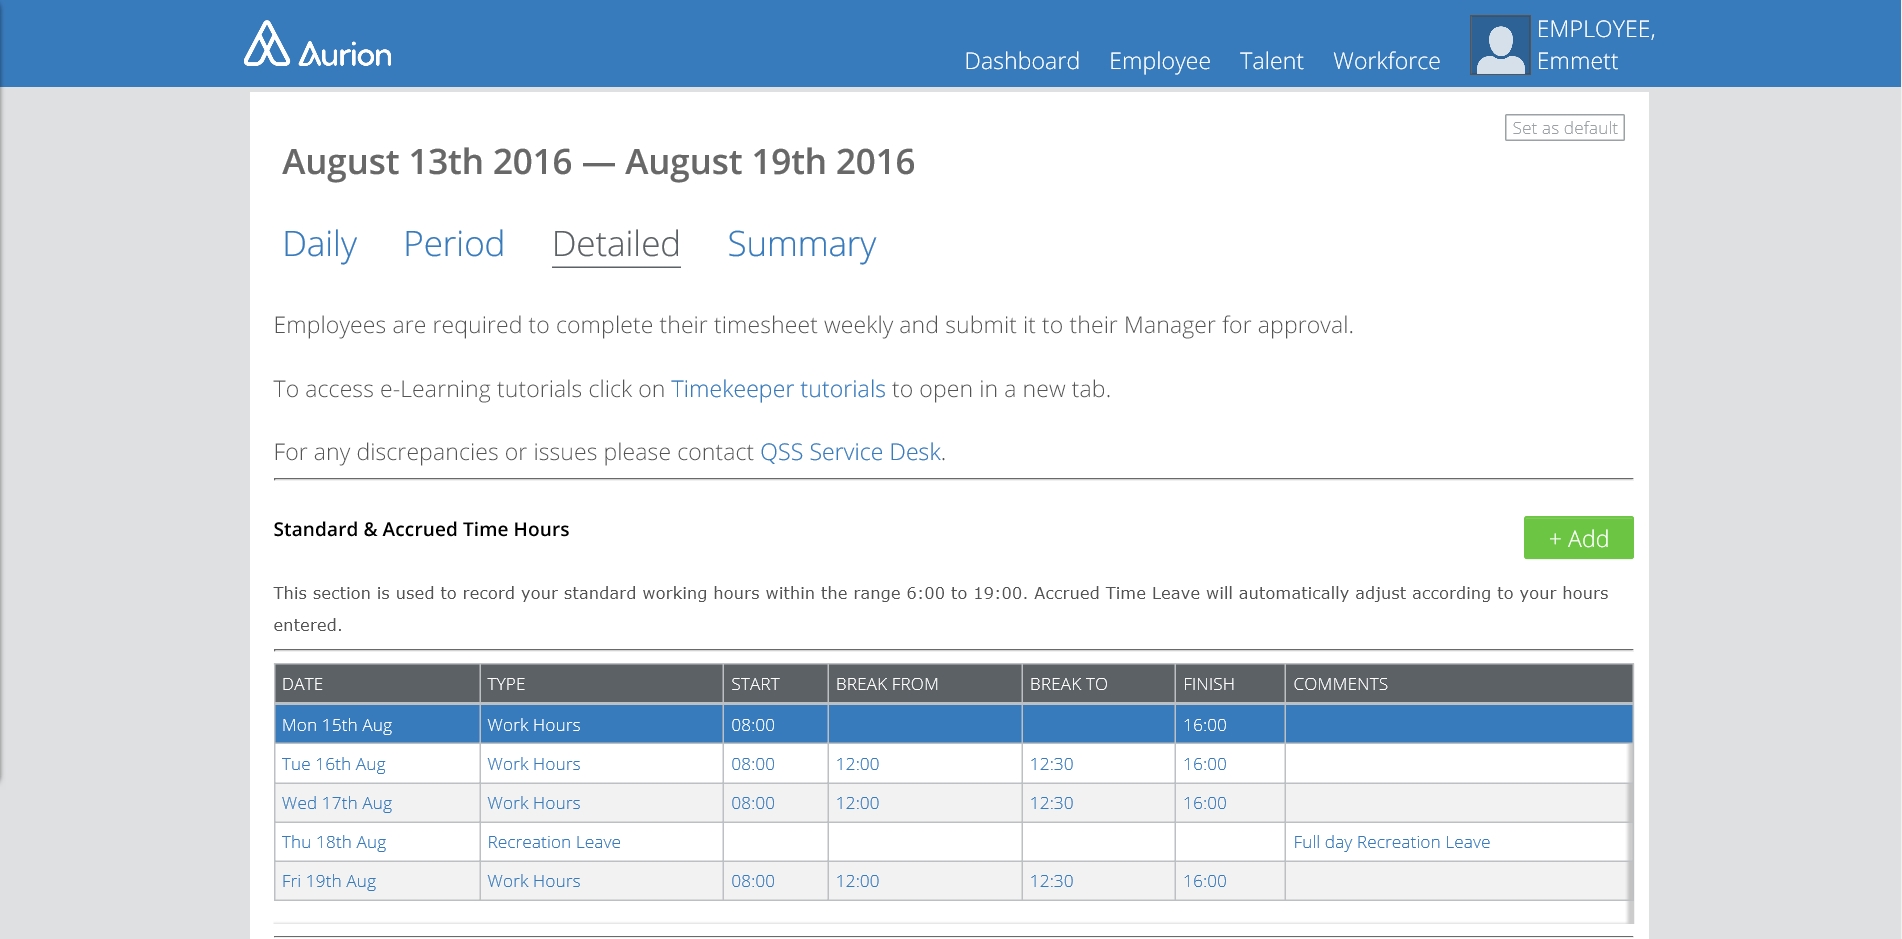 Aurion
Dashboard Employee Talent Workforce
EMPLOYEE,
Emmett
Set as default
August 13th 2016 — August 19th 2016
Daily Period Detailed Summary
Employees are required to complete their timesheet weekly and submit it to their Manager for approval.
To access e-Learning tutorials click on Timekeeper tutorials to open in a new tab.
For any discrepancies or issues please contact QSS Service Desk.
Standard & Accrued Time Hours
+ Add
This section is used to record your standard working hours within the range 6:00 to 19:00. Accrued Time Leave will automatically adjust according to your hours
entered.
DATE TYPE START BREAK FROM BREAK TO FINISH COMMENTS
Mon 15th Aug Work Hours 08:00 16:00
Tue 16th Aug Work Hours 08:00 12:00 12:30 16:00
Wed 17th Aug Work Hours 08:00 12:00 12:30 16:00
Thu 18th Aug Recreation Leave Full day Recreation Leave
Fri 19th Aug Work Hours 08:00 12:00 12:30 16:00